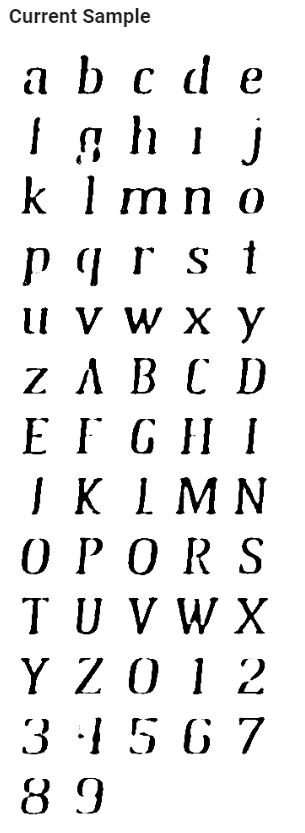 Current Sample
a b c d e
f g h i j
k l m n o
p q r s t
u v w x y
z A B C D
E F G H I
J K L M N
O P Q R S
T U V W X
Y Z 0 1 2
3 4 5 6 7
8 9